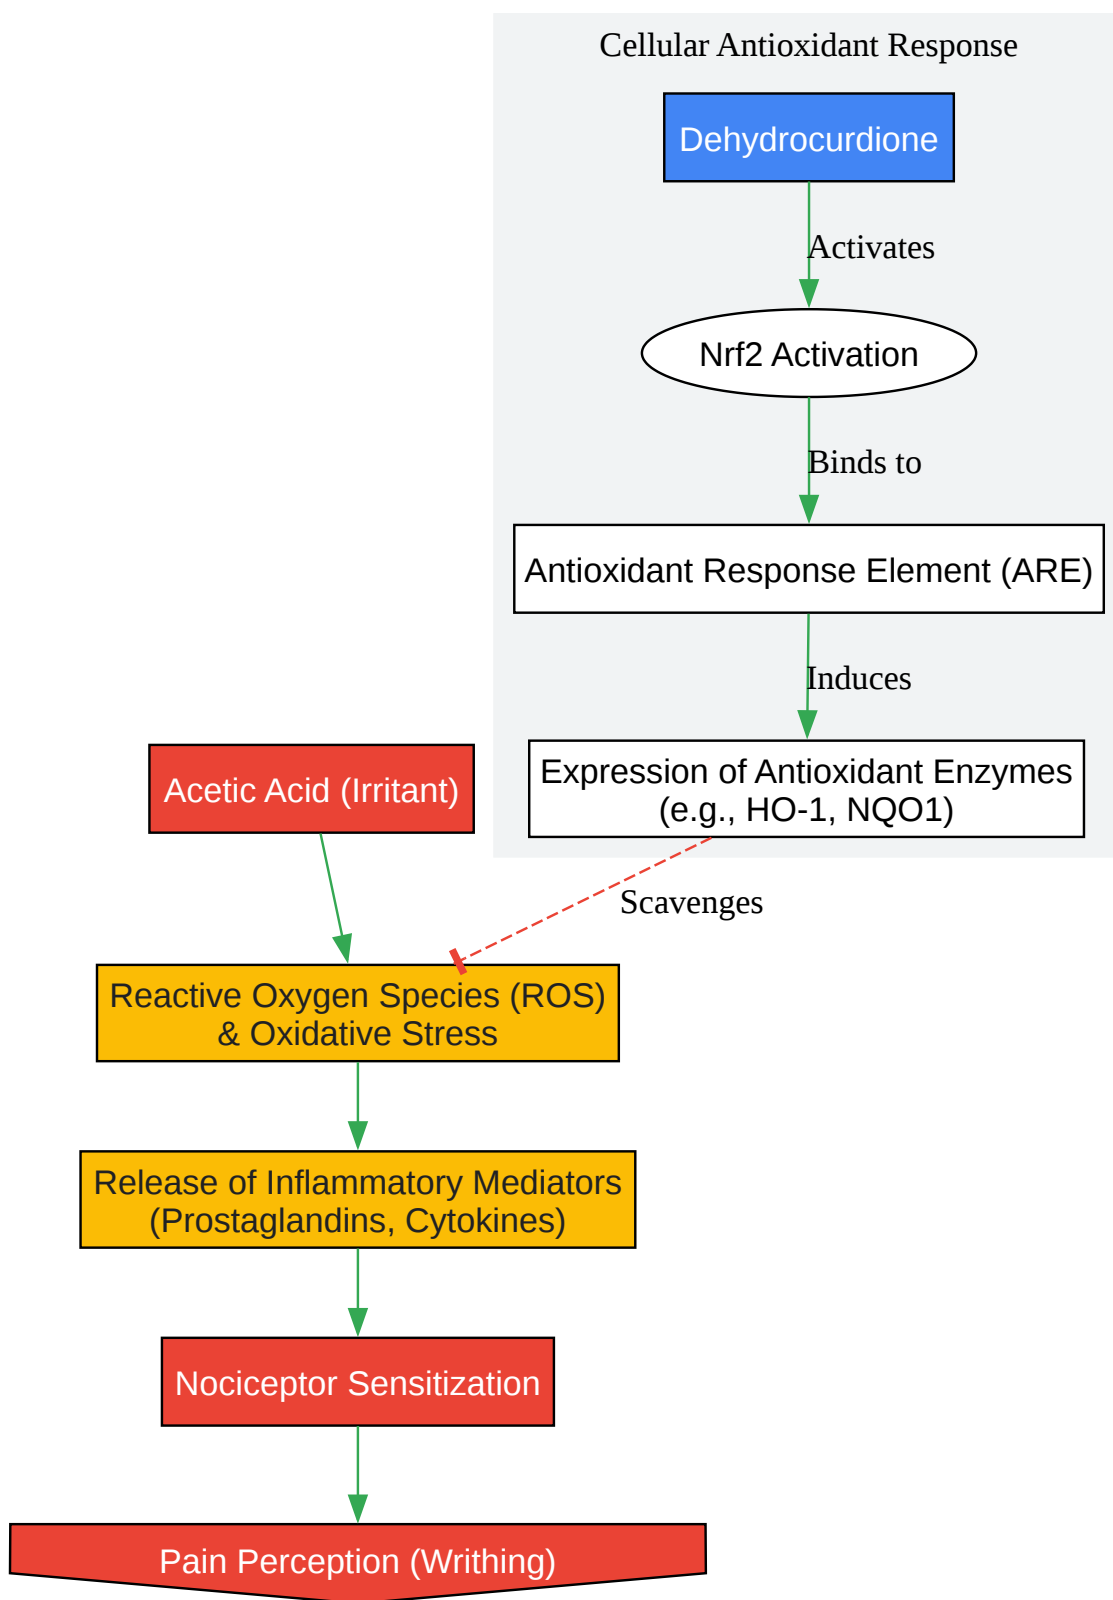 Cellular Antioxidant Response
Dehydrocurdione
Activates
Nrf2 Activation
Binds to
Antioxidant Response Element (ARE)
Induces
Expression of Antioxidant Enzymes
(e.g., HO-1, NQO1)
Acetic Acid (Irritant)
Scavenges
Reactive Oxygen Species (ROS)
& Oxidative Stress
Release of Inflammatory Mediators
(Prostaglandins, Cytokines)
Nociceptor Sensitization
Pain Perception (Writhing)